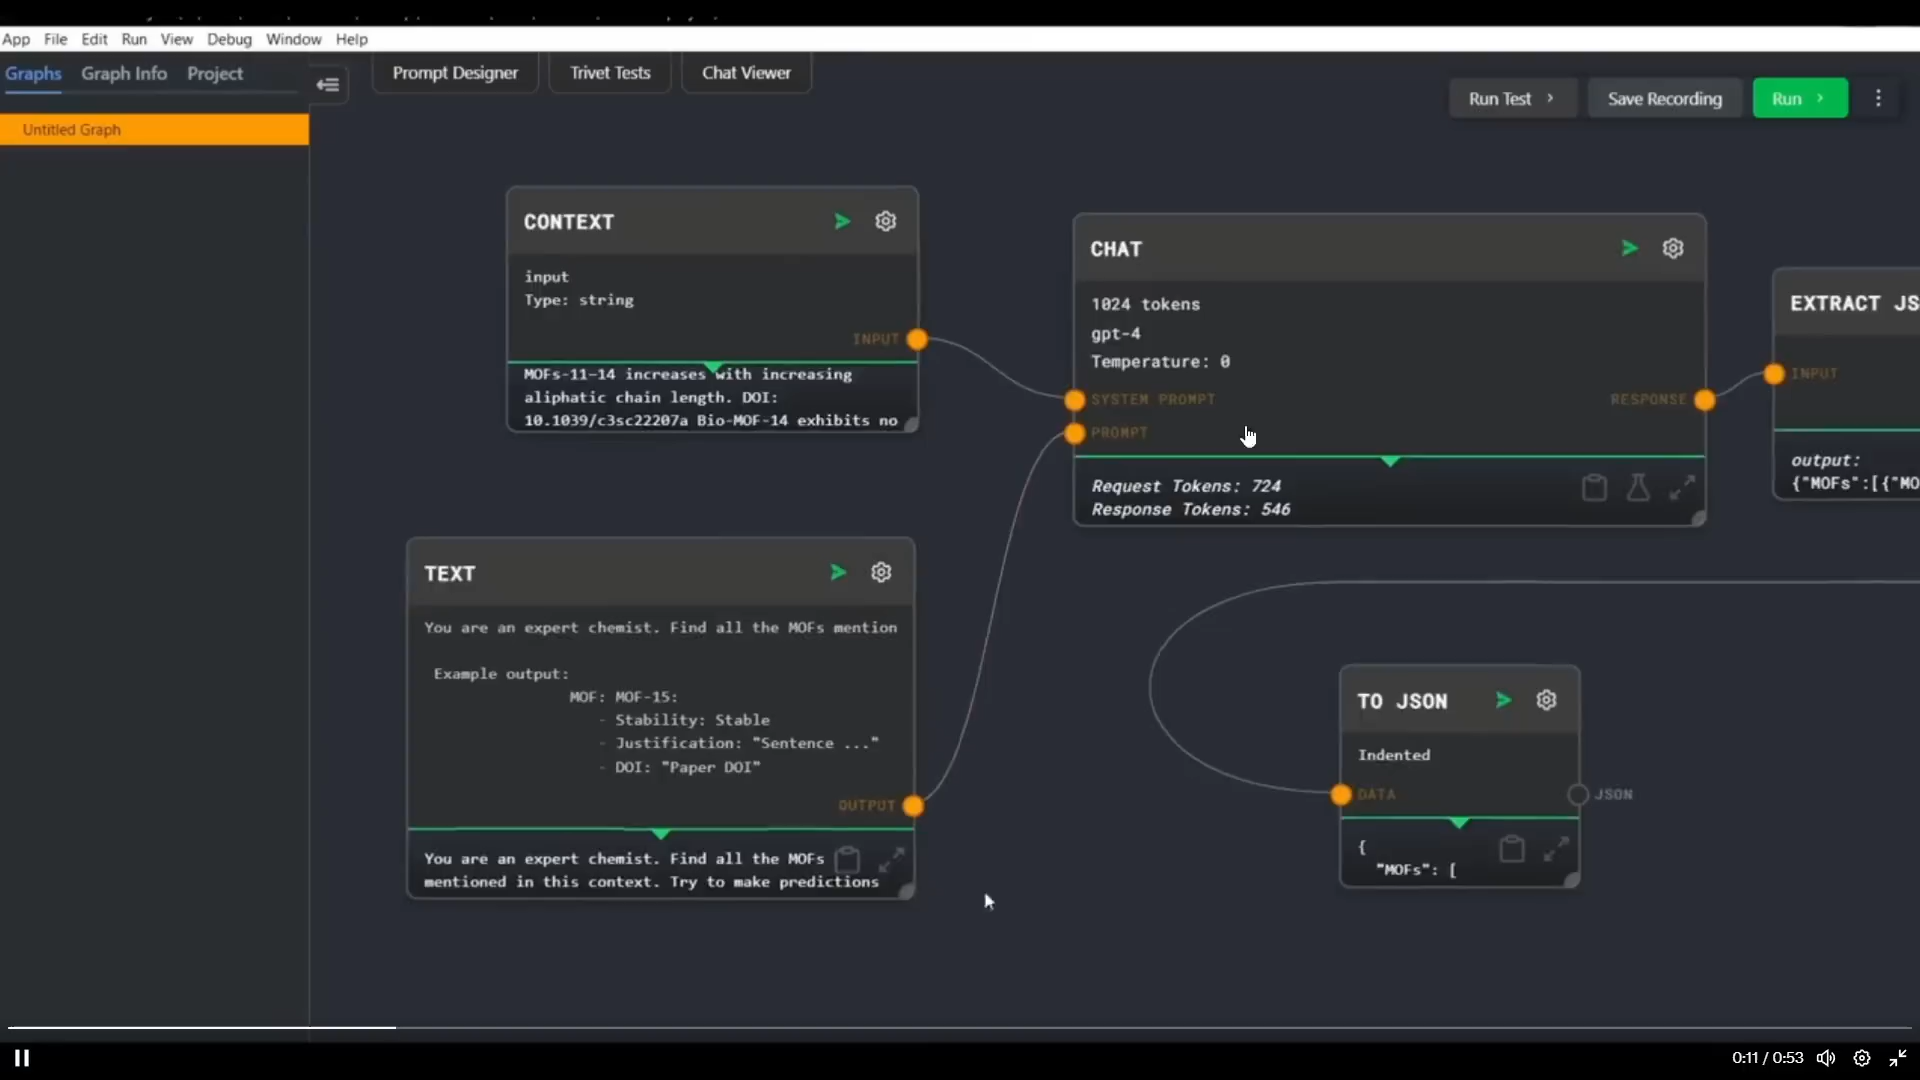 App File Edit Run View Debug Window Help
Graphs Graph Info Project
Prompt Designer Trivet Tests Chat Viewer
Run Test Save Recording Run
Untitled Graph
CONTEXT
input
Type: string
INPUT
MOFs-11-14 increases with increasing
aliphatic chain length. DOI:
10.1039/c3sc22207a Bio-MOF-14 exhibits no
CHAT
1024 tokens
gpt-4
Temperature: 0
SYSTEM PROMPT
PROMPT
RESPONSE
Request Tokens: 724
Response Tokens: 546
EXTRACT JS
INPUT
output:
{"MOFs":[{"MO
TEXT
You are an expert chemist. Find all the MOFs mention
Example output:
MOF: MOF-15:
- Stability: Stable
- Justification: "Sentence ..."
- DOI: "Paper DOI"
OUTPUT
You are an expert chemist. Find all the MOFs
mentioned in this context. Try to make predictions
TO JSON
Indented
DATA
JSON
{
"MOFs": [
0:11 / 0:53